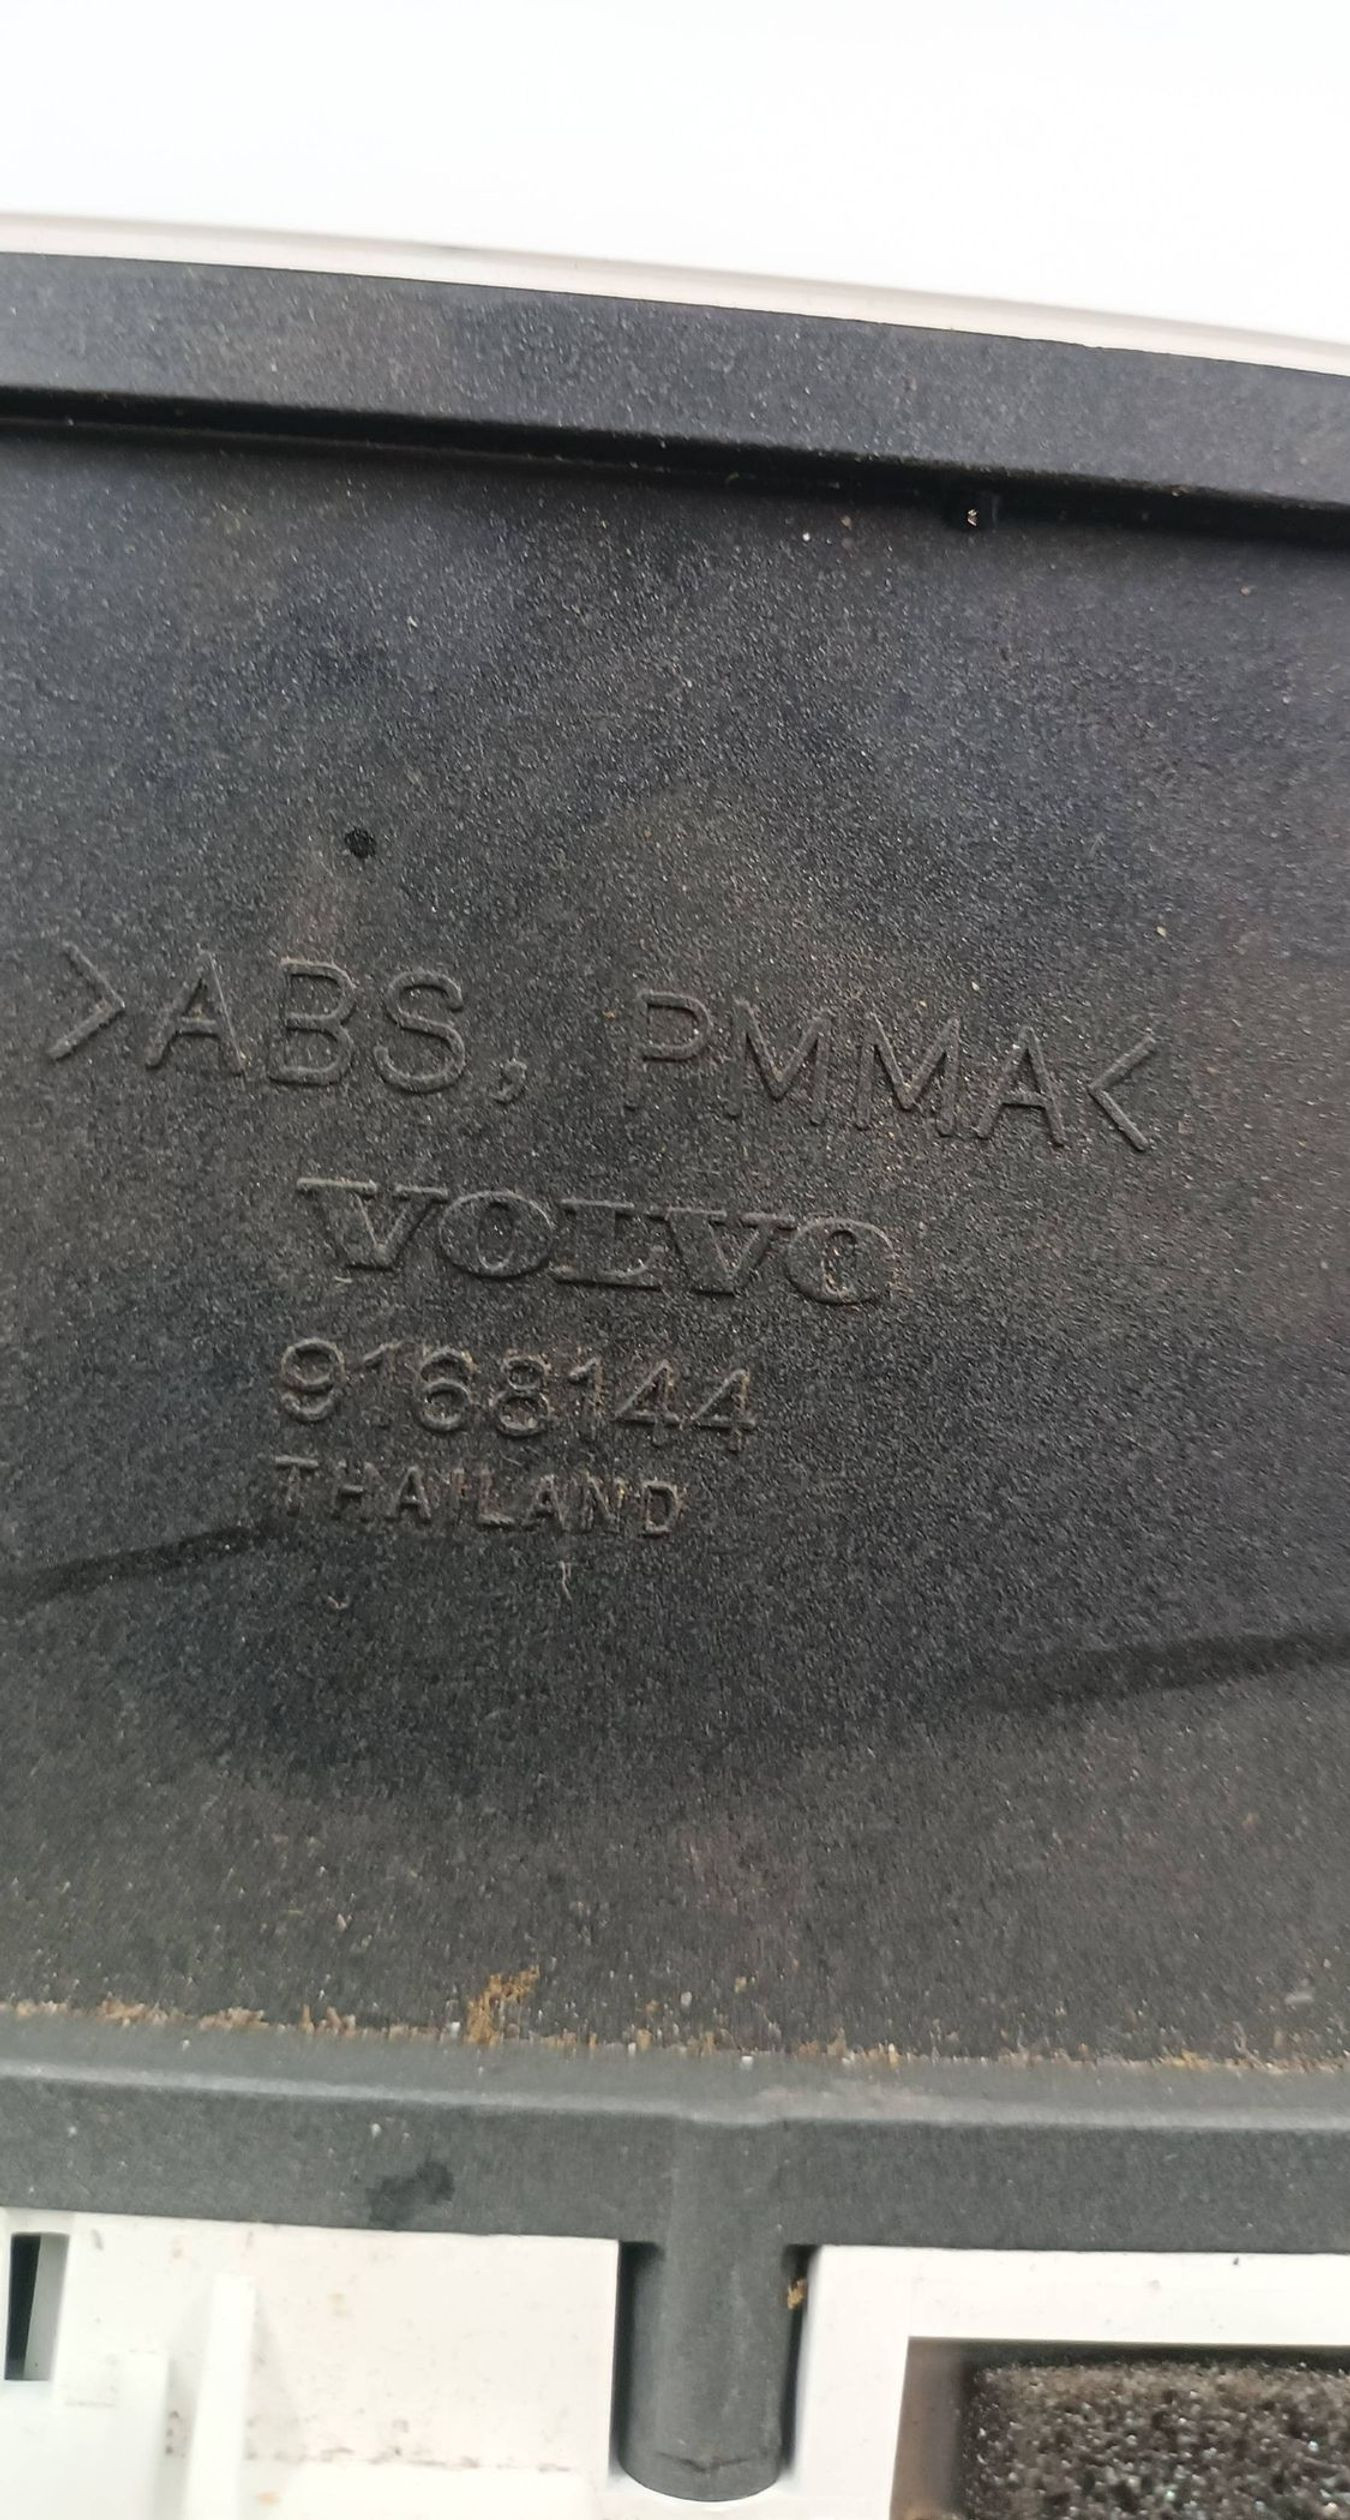 >ABS, PMMA<
VOLVO
9168144
THAILAND